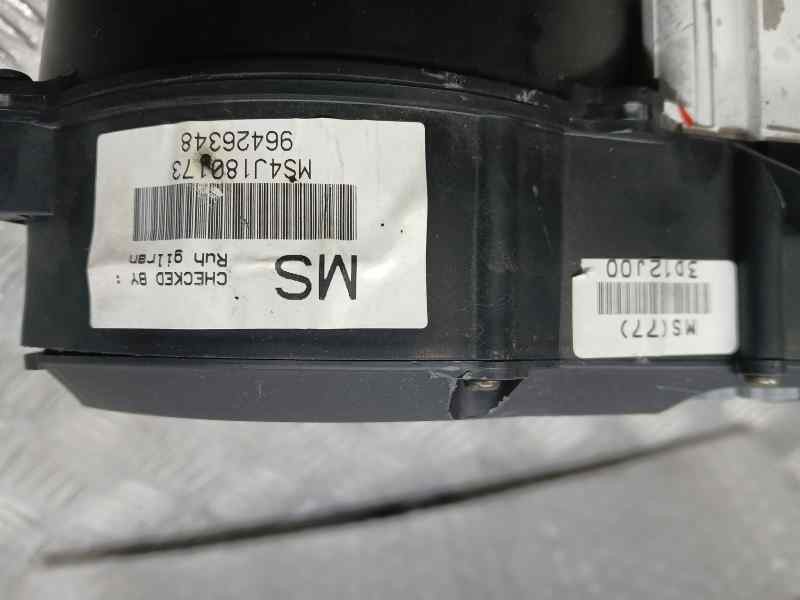 MS
CHECKED BY :
Ruh gilran
MS4J180173
96426348
MS(77)
3D12J00